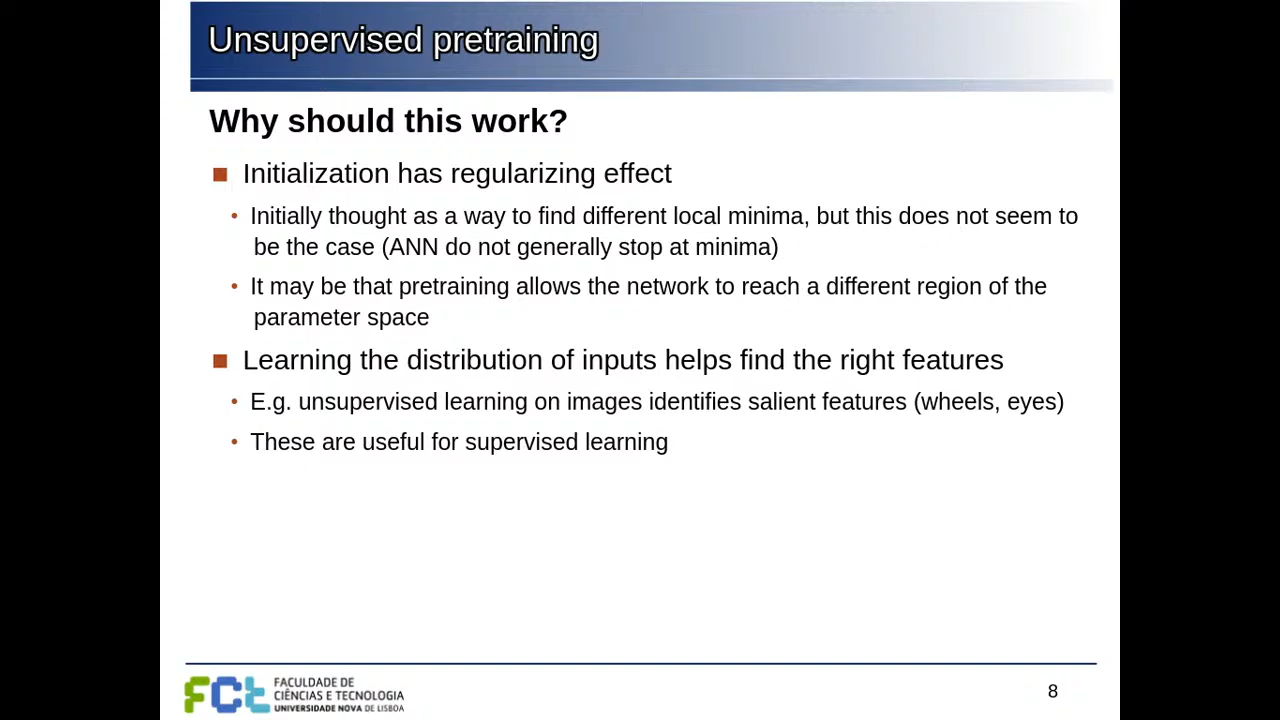 Unsupervised pretraining
Why should this work?
Initialization has regularizing effect
Initially thought as a way to find different local minima, but this does not seem to
be the case (ANN do not generally stop at minima)
It may be that pretraining allows the network to reach a different region of the
parameter space
Learning the distribution of inputs helps find the right features
E.g. unsupervised learning on images identifies salient features (wheels, eyes)
These are useful for supervised learning
FCt
FACULDADE DE
CIÊNCIAS E TECNOLOGIA
UNIVERSIDADE NOVA DE LISBOA
8